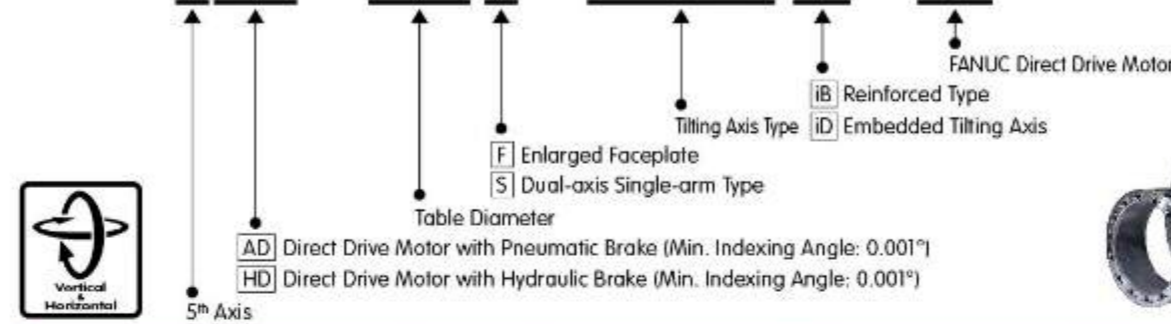 FANUC Direct Drive Motor
iB Reinforced Type
Tilting Axis Type iD Embedded Tilting Axis
F Enlarged Faceplate
S Dual-axis Single-arm Type
Table Diameter
AD Direct Drive Motor with Pneumatic Brake (Min. Indexing Angle: 0.001°)
HD Direct Drive Motor with Hydraulic Brake (Min. Indexing Angle: 0.001°)
Vertical
&
Horizontal
5th Axis